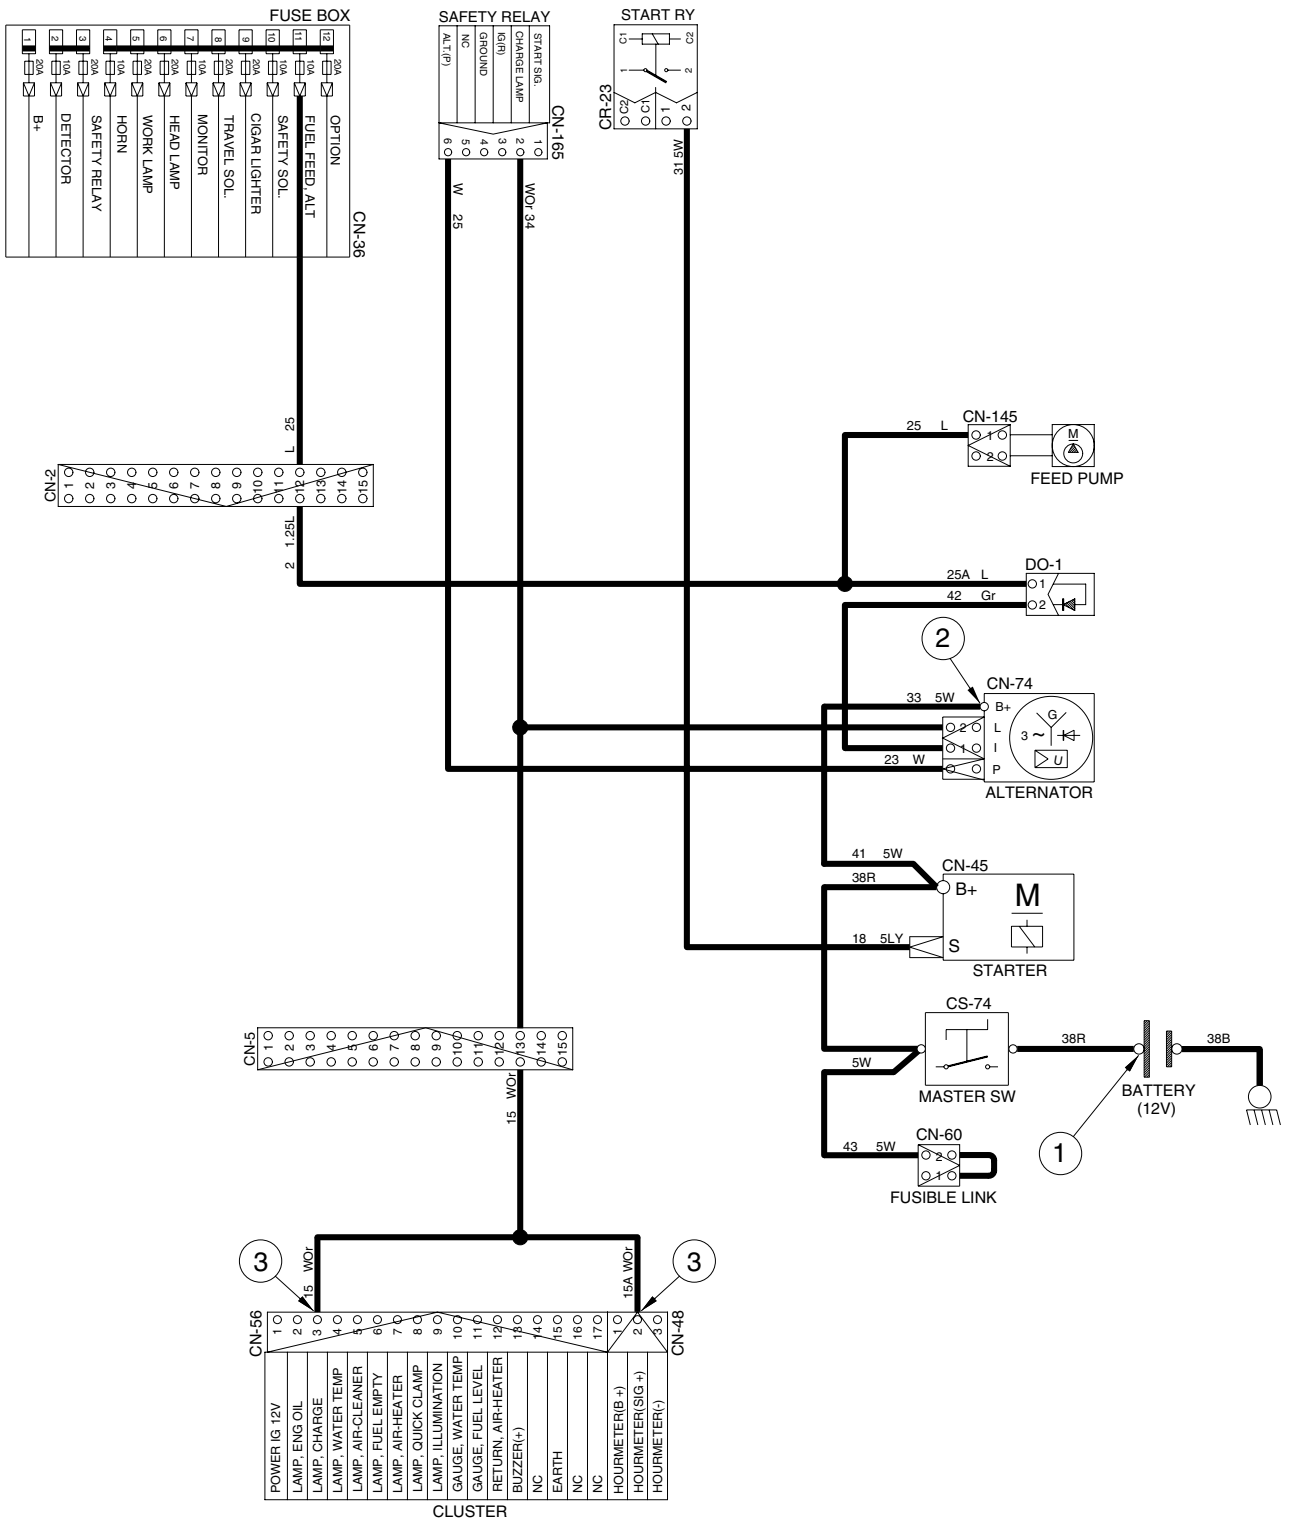 FUSE BOX
1 2 3 4 5 6 7 8 9 10 11 12
20A 10A 20A 10A 20A 20A 10A 10A 20A 10A 10A 20A
B+
DETECTOR
SAFETY RELAY
HORN
WORK LAMP
HEAD LAMP
MONITOR
TRAVEL SOL.
CIGAR LIGHTER
SAFETY SOL.
FUEL FEED, ALT
OPTION
CN-36
SAFETY RELAY
ALT.(P)
NC
GROUND
IG(R)
CHARGE LAMP
START SIG.
6 5 4 3 2 1
CN-165
W 25
WOr 34
START RY
C1 C2
1 2
C2 C1 1 2
CR-23
31 5W
25 L
CN-2
1 2 3 4 5 6 7 8 9 10 11 12 13 14 15
2 1.25L
CN-145
25 L
1
2
M
FEED PUMP
DO-1
25A L
1
42 Gr
2
2
CN-74
33 5W
B+
2 L
1 I
23 W
P
G
3 ~
U
ALTERNATOR
41 5W
CN-45
38R
B+
M
18 5LY
S
STARTER
CS-74
38R
38B
5W
MASTER SW
BATTERY
(12V)
1
CN-60
43 5W
2
1
FUSIBLE LINK
CN-5
1 2 3 4 5 6 7 8 9 10 11 12 13 14 15
15 WOr
3
15 WOr
15A WOr
3
CN-56
1 2 3 4 5 6 7 8 9 10 11 12 13 14 15 16 17
1 2 3
CN-48
POWER IG 12V
LAMP, ENG OIL
LAMP, CHARGE
LAMP, WATER TEMP
LAMP, AIR-CLEANER
LAMP, FUEL EMPTY
LAMP, AIR-HEATER
LAMP, QUICK CLAMP
LAMP, ILLUMINATION
GAUGE, WATER TEMP
GAUGE, FUEL LEVEL
RETURN, AIR-HEATER
BUZZER(+)
NC
EARTH
NC
NC
HOURMETER(B +)
HOURMETER(SIG +)
HOURMETER(-)
CLUSTER